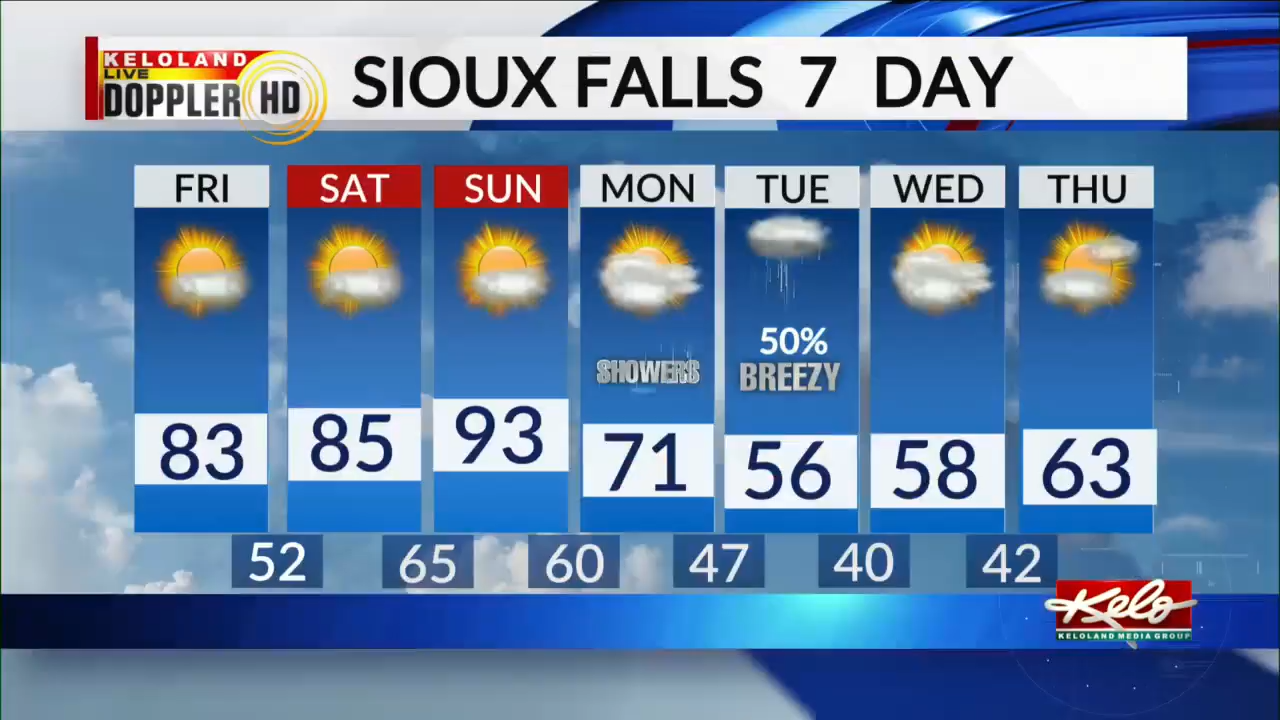 KELOLAND
LIVE
DOPPLER HD
SIOUX FALLS 7 DAY
FRI SAT SUN MON TUE WED THU
50%
SHOWERS BREEZY
83 85 93 71 56 58 63
52 65 60 47 40 42
Kelo
KELOLAND MEDIA GROUP